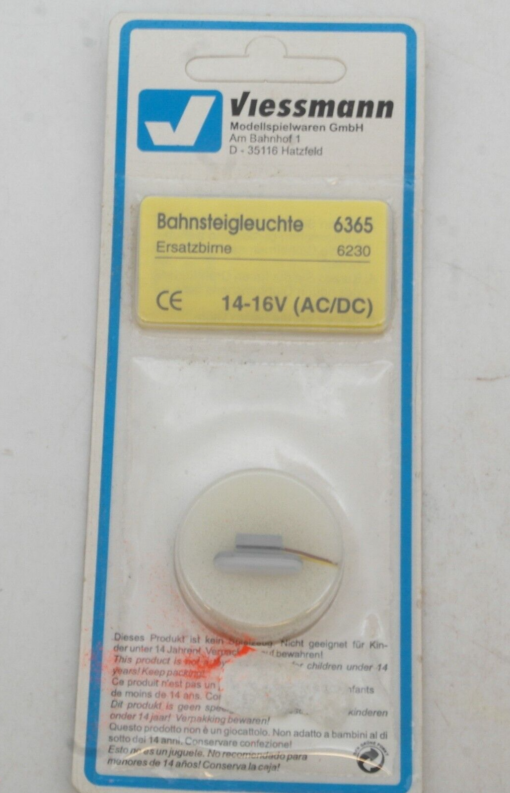 Viessmann
Modellspielwaren GmbH
Am Bahnhof 1
D - 35116 Hatzfeld
Bahnsteigleuchte 6365
Ersatzbirne 6230
CE 14-16V (AC/DC)
Dieses Produkt ist kein Nicht geeignet für Kin-
der unter 14 Jahren! bewahren!
This product is not for children under 14
years! Keep packing!
Ce produit n'est pas un
de moins de 14 ans.
Dit produkt is geen kinderen
onder 14 jaar! Verpakking bewaren!
Questo prodotto non è un giocattolo. Non adatto a bambini al di
sotto dei 14 anni. Conservare confezione!
Esto no es un juguete. No recomendado para
menores de 14 años! Conserva la caja!